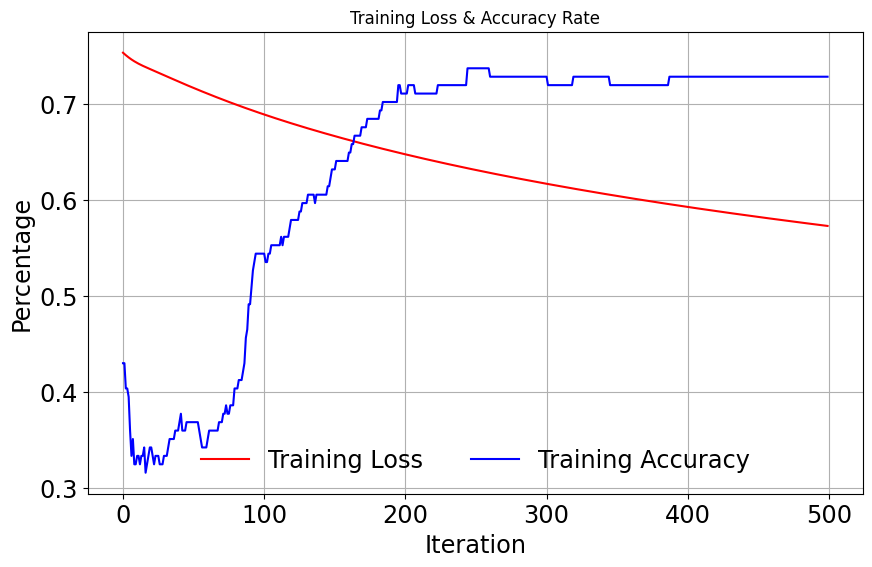 Training Loss & Accuracy Rate
Percentage
0.7
0.6
0.5
0.4
0.3
Training Loss
Training Accuracy
0 100 200 300 400 500
Iteration